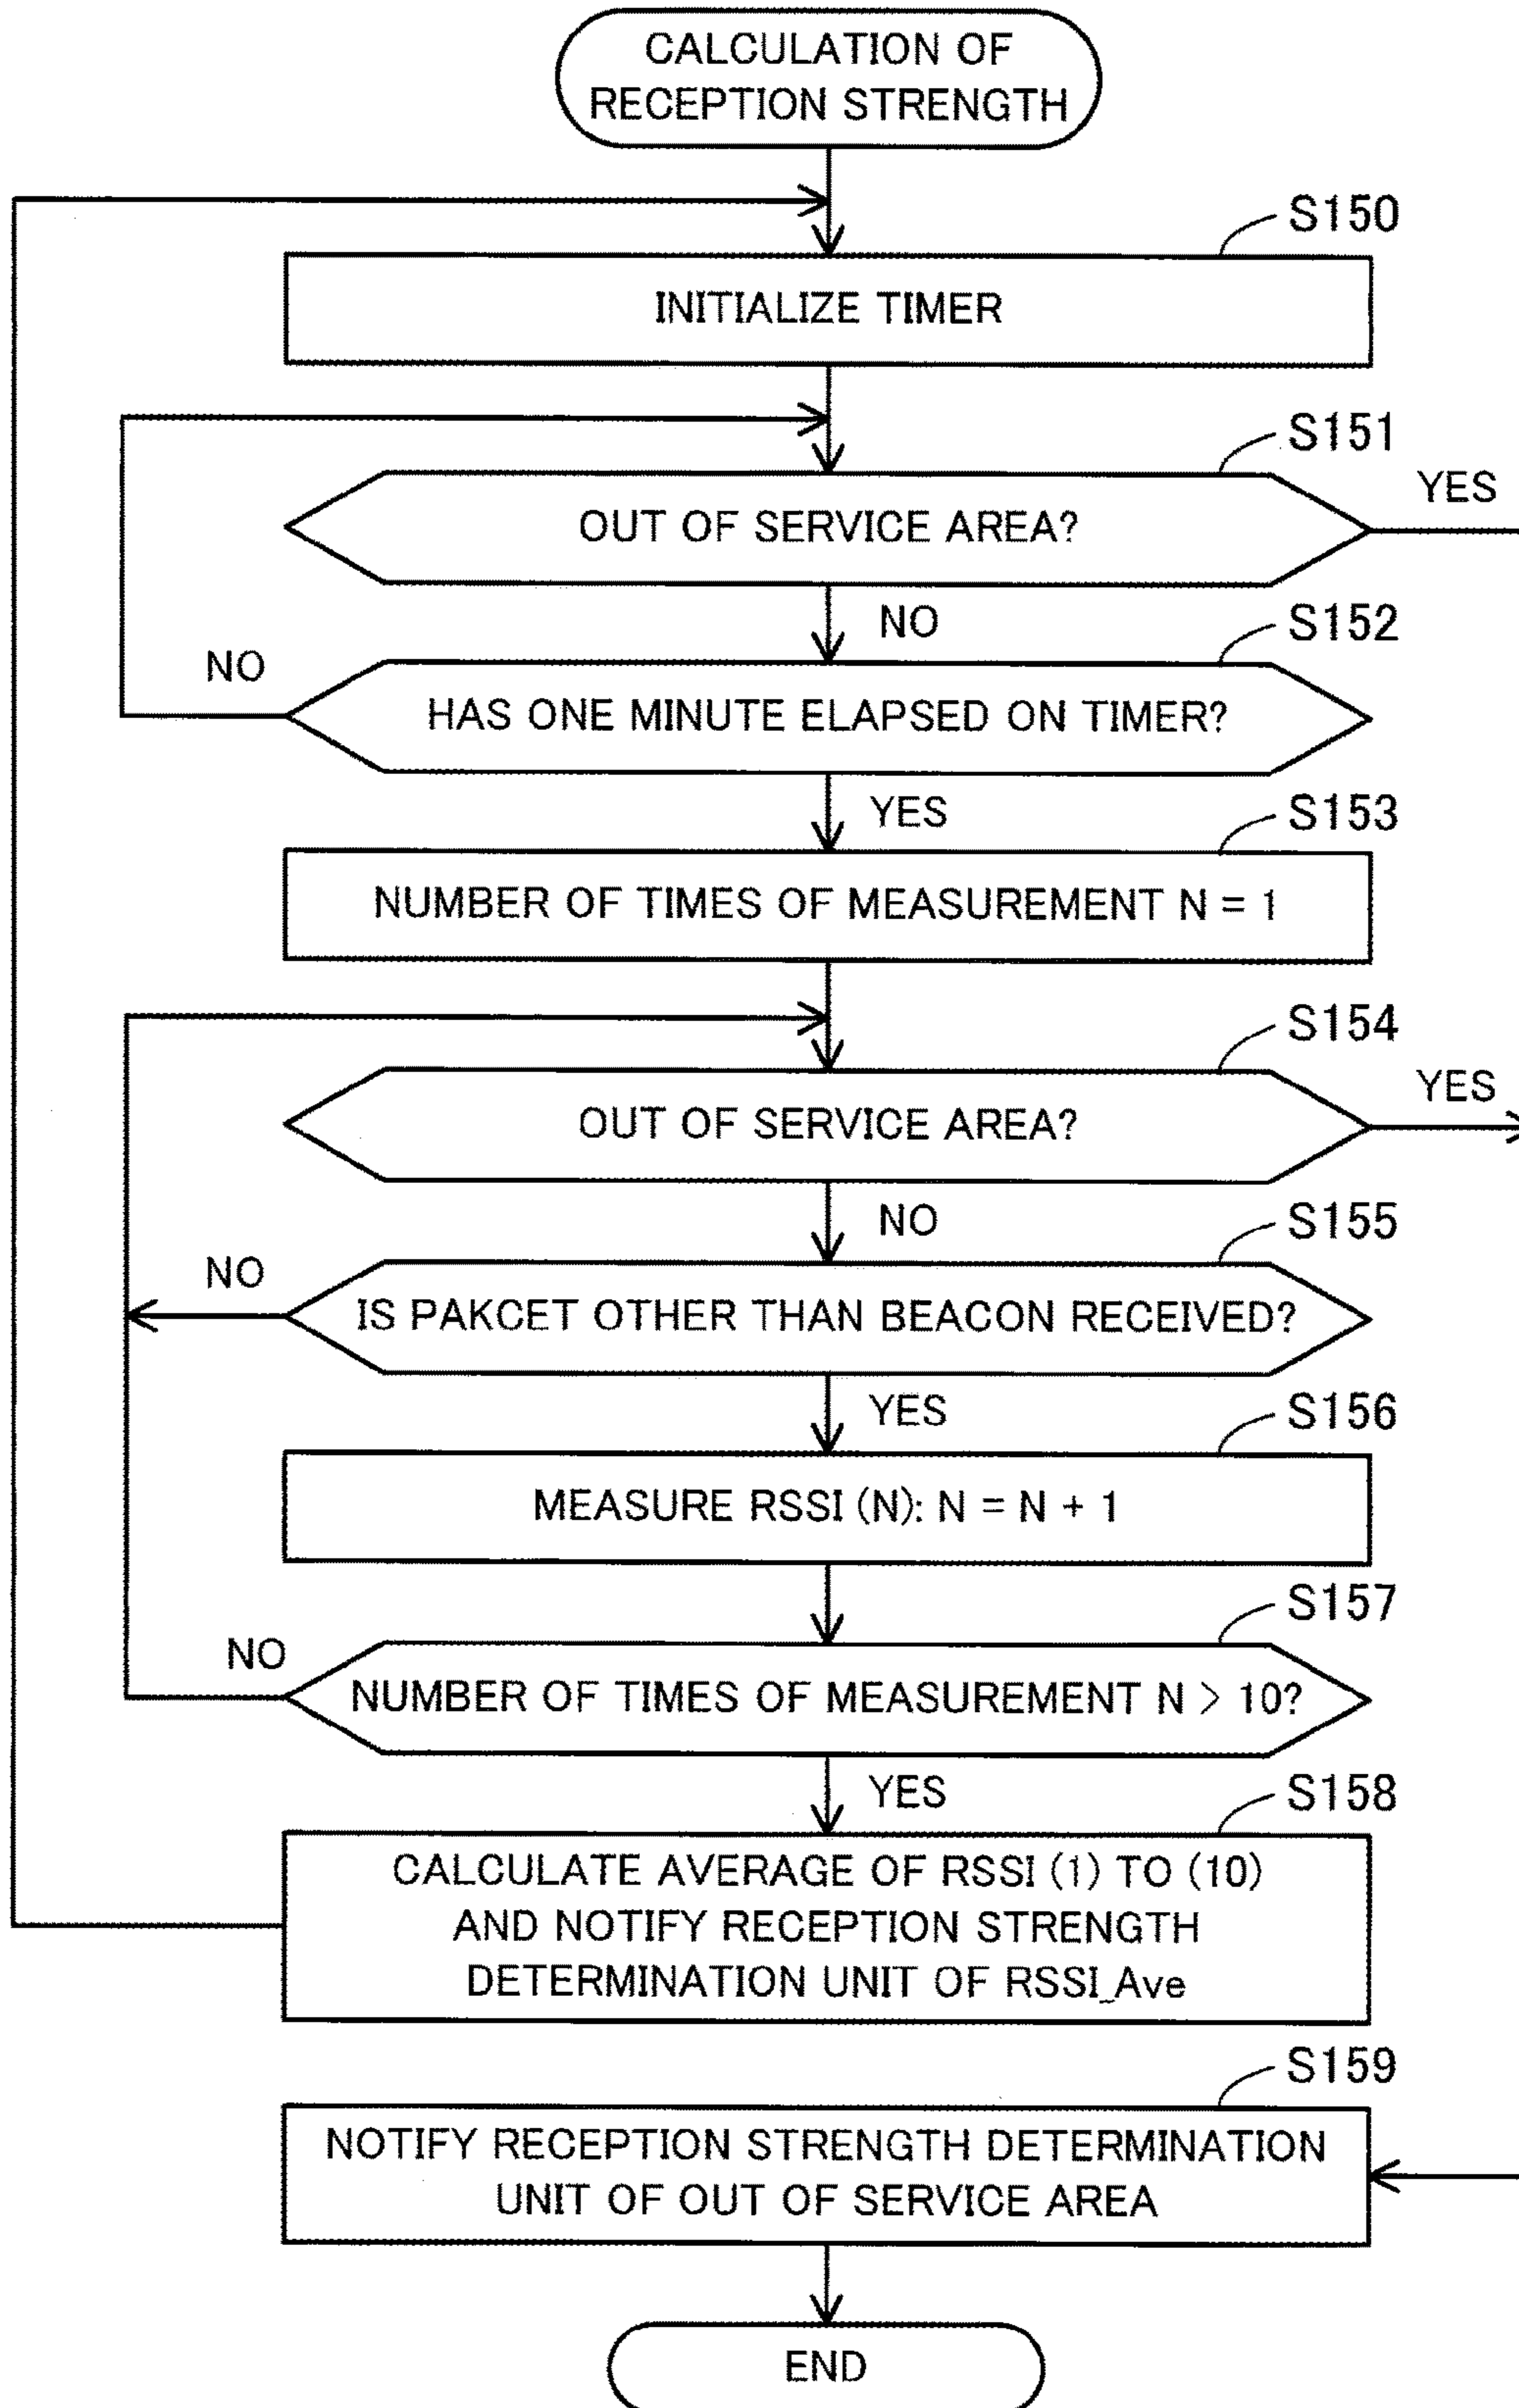 CALCULATION OF
RECEPTION STRENGTH
S150
INITIALIZE TIMER
S151
YES
OUT OF SERVICE AREA?
NO
S152
NO
HAS ONE MINUTE ELAPSED ON TIMER?
YES
S153
NUMBER OF TIMES OF MEASUREMENT N = 1
S154
YES
OUT OF SERVICE AREA?
NO
S155
NO
IS PAKCET OTHER THAN BEACON RECEIVED?
YES
S156
MEASURE RSSI (N): N = N + 1
S157
NO
NUMBER OF TIMES OF MEASUREMENT N > 10?
YES
S158
CALCULATE AVERAGE OF RSSI (1) TO (10)
AND NOTIFY RECEPTION STRENGTH
DETERMINATION UNIT OF RSSI_Ave
S159
NOTIFY RECEPTION STRENGTH DETERMINATION
UNIT OF OUT OF SERVICE AREA
END